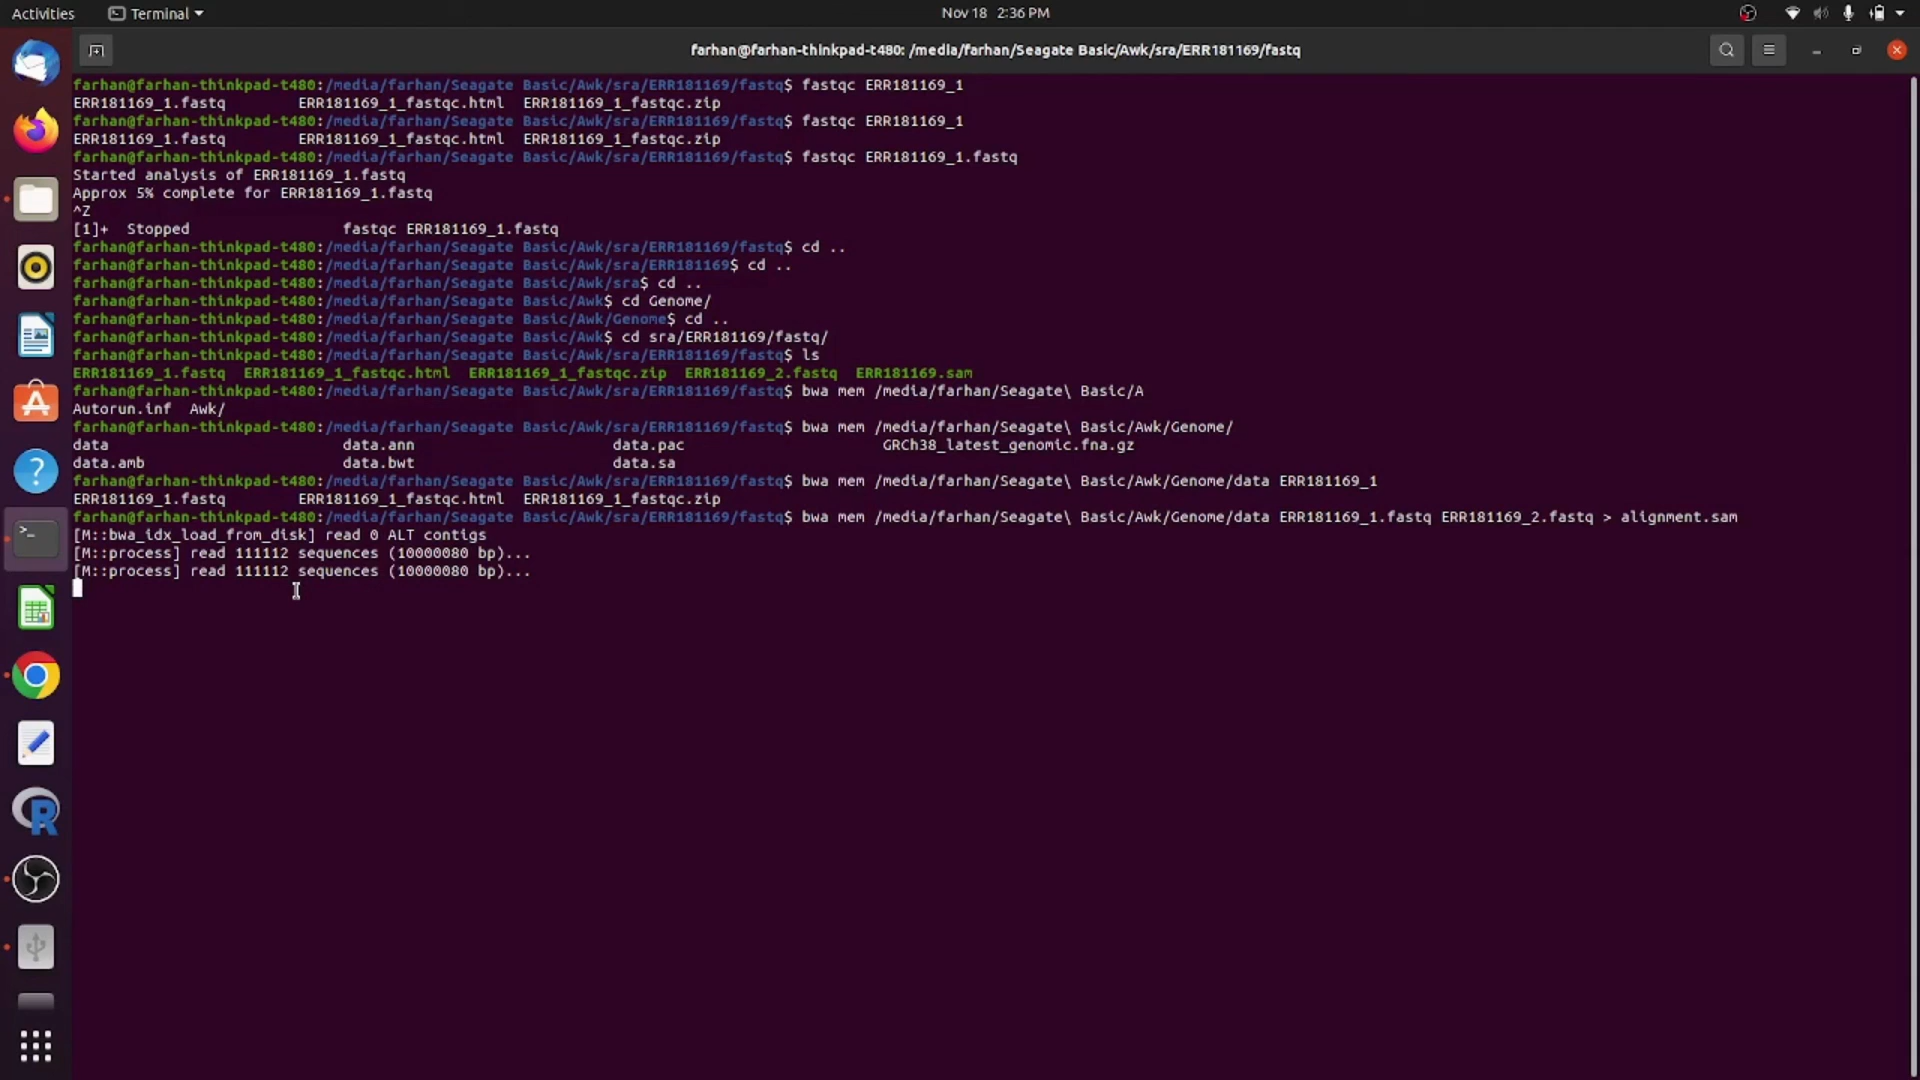 Activities Terminal Nov 18 2:36 PM
farhan@farhan-thinkpad-t480: /media/farhan/Seagate Basic/Awk/sra/ERR181169/fastq
farhan@farhan-thinkpad-t480:/media/farhan/Seagate Basic/Awk/sra/ERR181169/fastq$ fastqc ERR181169_1
ERR181169_1.fastq ERR181169_1_fastqc.html ERR181169_1_fastqc.zip
farhan@farhan-thinkpad-t480:/media/farhan/Seagate Basic/Awk/sra/ERR181169/fastq$ fastqc ERR181169_1
ERR181169_1.fastq ERR181169_1_fastqc.html ERR181169_1_fastqc.zip
farhan@farhan-thinkpad-t480:/media/farhan/Seagate Basic/Awk/sra/ERR181169/fastq$ fastqc ERR181169_1.fastq
Started analysis of ERR181169_1.fastq
Approx 5% complete for ERR181169_1.fastq
^Z
[1]+ Stopped fastqc ERR181169_1.fastq
farhan@farhan-thinkpad-t480:/media/farhan/Seagate Basic/Awk/sra/ERR181169/fastq$ cd ..
farhan@farhan-thinkpad-t480:/media/farhan/Seagate Basic/Awk/sra/ERR181169$ cd ..
farhan@farhan-thinkpad-t480:/media/farhan/Seagate Basic/Awk/sra$ cd ..
farhan@farhan-thinkpad-t480:/media/farhan/Seagate Basic/Awk$ cd Genome/
farhan@farhan-thinkpad-t480:/media/farhan/Seagate Basic/Awk/Genome$ cd ..
farhan@farhan-thinkpad-t480:/media/farhan/Seagate Basic/Awk$ cd sra/ERR181169/fastq/
farhan@farhan-thinkpad-t480:/media/farhan/Seagate Basic/Awk/sra/ERR181169/fastq$ ls
ERR181169_1.fastq ERR181169_1_fastqc.html ERR181169_1_fastqc.zip ERR181169_2.fastq ERR181169.sam
farhan@farhan-thinkpad-t480:/media/farhan/Seagate Basic/Awk/sra/ERR181169/fastq$ bwa mem /media/farhan/Seagate\ Basic/A
Autorun.inf Awk/
farhan@farhan-thinkpad-t480:/media/farhan/Seagate Basic/Awk/sra/ERR181169/fastq$ bwa mem /media/farhan/Seagate\ Basic/Awk/Genome/
data data.ann data.pac GRCh38_latest_genomic.fna.gz
data.amb data.bwt data.sa
farhan@farhan-thinkpad-t480:/media/farhan/Seagate Basic/Awk/sra/ERR181169/fastq$ bwa mem /media/farhan/Seagate\ Basic/Awk/Genome/data ERR181169_1
ERR181169_1.fastq ERR181169_1_fastqc.html ERR181169_1_fastqc.zip
farhan@farhan-thinkpad-t480:/media/farhan/Seagate Basic/Awk/sra/ERR181169/fastq$ bwa mem /media/farhan/Seagate\ Basic/Awk/Genome/data ERR181169_1.fastq ERR181169_2.fastq > alignment.sam
[M::bwa_idx_load_from_disk] read 0 ALT contigs
[M::process] read 111112 sequences (10000080 bp)...
[M::process] read 111112 sequences (10000080 bp)...